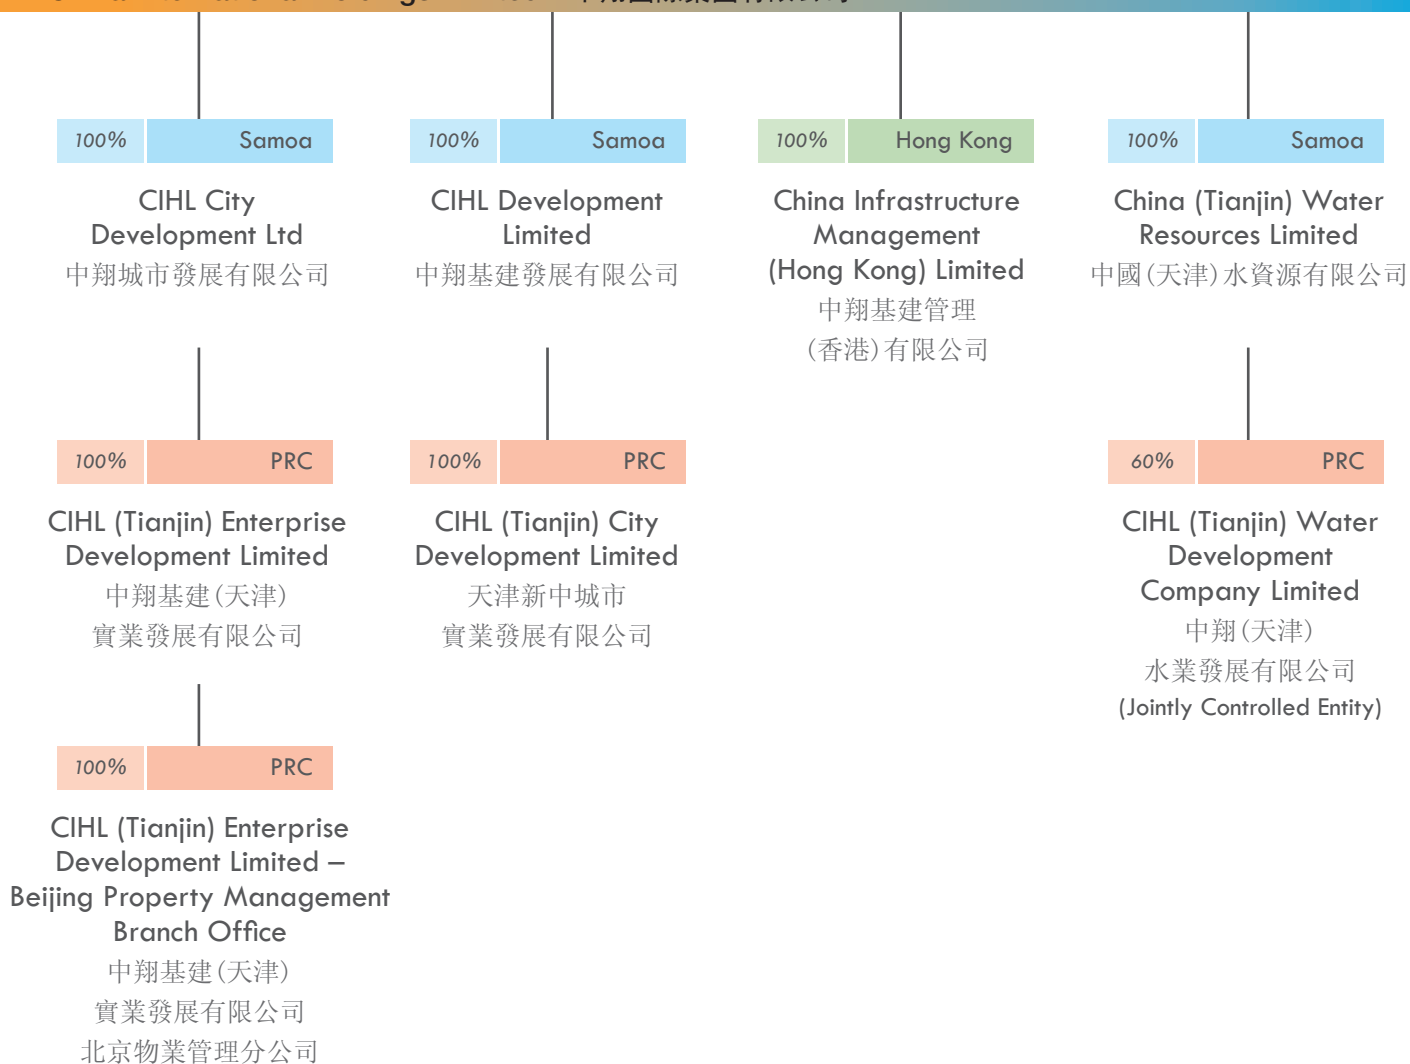 100% Samoa
CIHL City
Development Ltd
中翔城市發展有限公司
100% Samoa
CIHL Development
Limited
中翔基建發展有限公司
100% Hong Kong
China Infrastructure
Management
(Hong Kong) Limited
中翔基建管理
(香港)有限公司
100% Samoa
China (Tianjin) Water
Resources Limited
中國(天津)水資源有限公司
100% PRC
CIHL (Tianjin) Enterprise
Development Limited
中翔基建(天津)
實業發展有限公司
100% PRC
CIHL (Tianjin) City
Development Limited
天津新中城市
實業發展有限公司
60% PRC
CIHL (Tianjin) Water
Development
Company Limited
中翔(天津)
水業發展有限公司
(Jointly Controlled Entity)
100% PRC
CIHL (Tianjin) Enterprise
Development Limited –
Beijing Property Management
Branch Office
中翔基建(天津)
實業發展有限公司
北京物業管理分公司